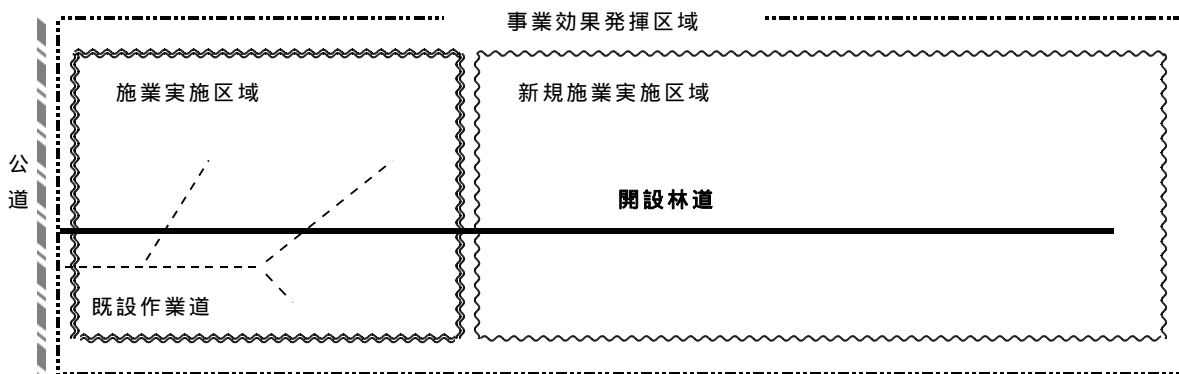 事業効果発揮区域
施業実施区域
新規施業実施区域
公道
開設林道
既設作業道